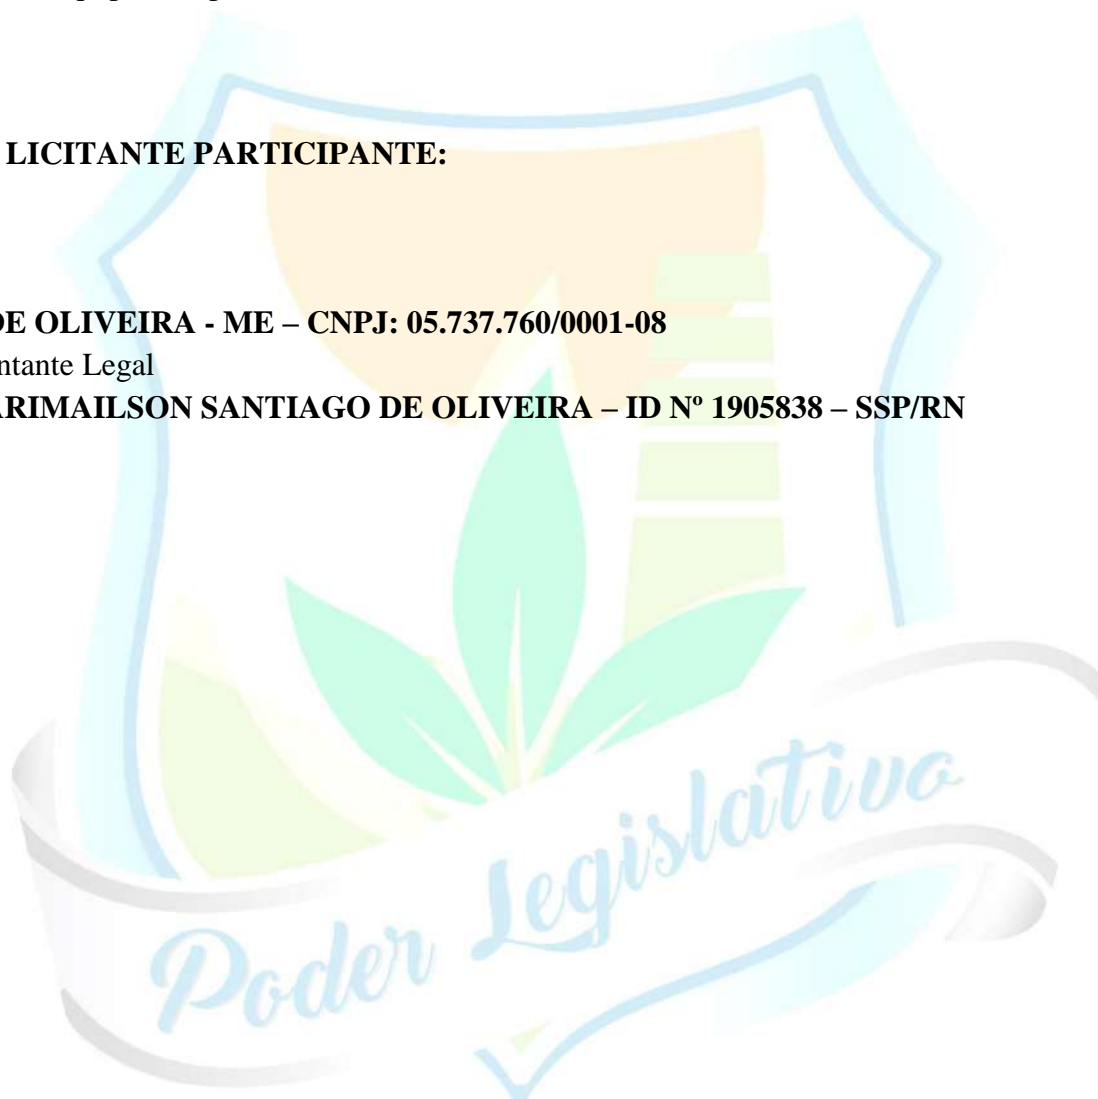 LICITANTE PARTICIPANTE:
DE OLIVEIRA - ME – CNPJ: 05.737.760/0001-08
ntante Legal
ARIMAILSON SANTIAGO DE OLIVEIRA – ID Nº 1905838 – SSP/RN
Poder Legislativo